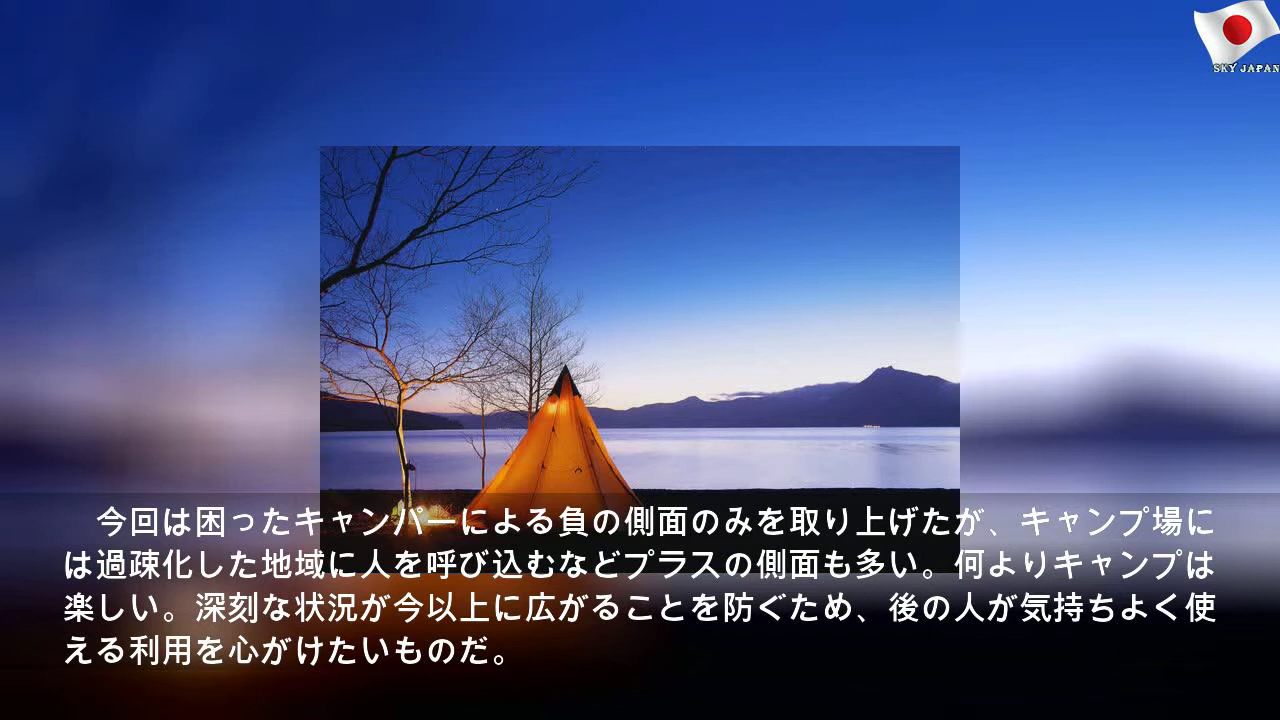 SKY JAPAN
今回は困ったキャンパーによる負の側面のみを取り上げたが、キャンプ場に
は過疎化した地域に人を呼び込むなどプラスの側面も多い。何よりキャンプは
楽しい。深刻な状況が今以上に広がることを防ぐため、後の人が気持ちよく使
える利用を心がけたいものだ。